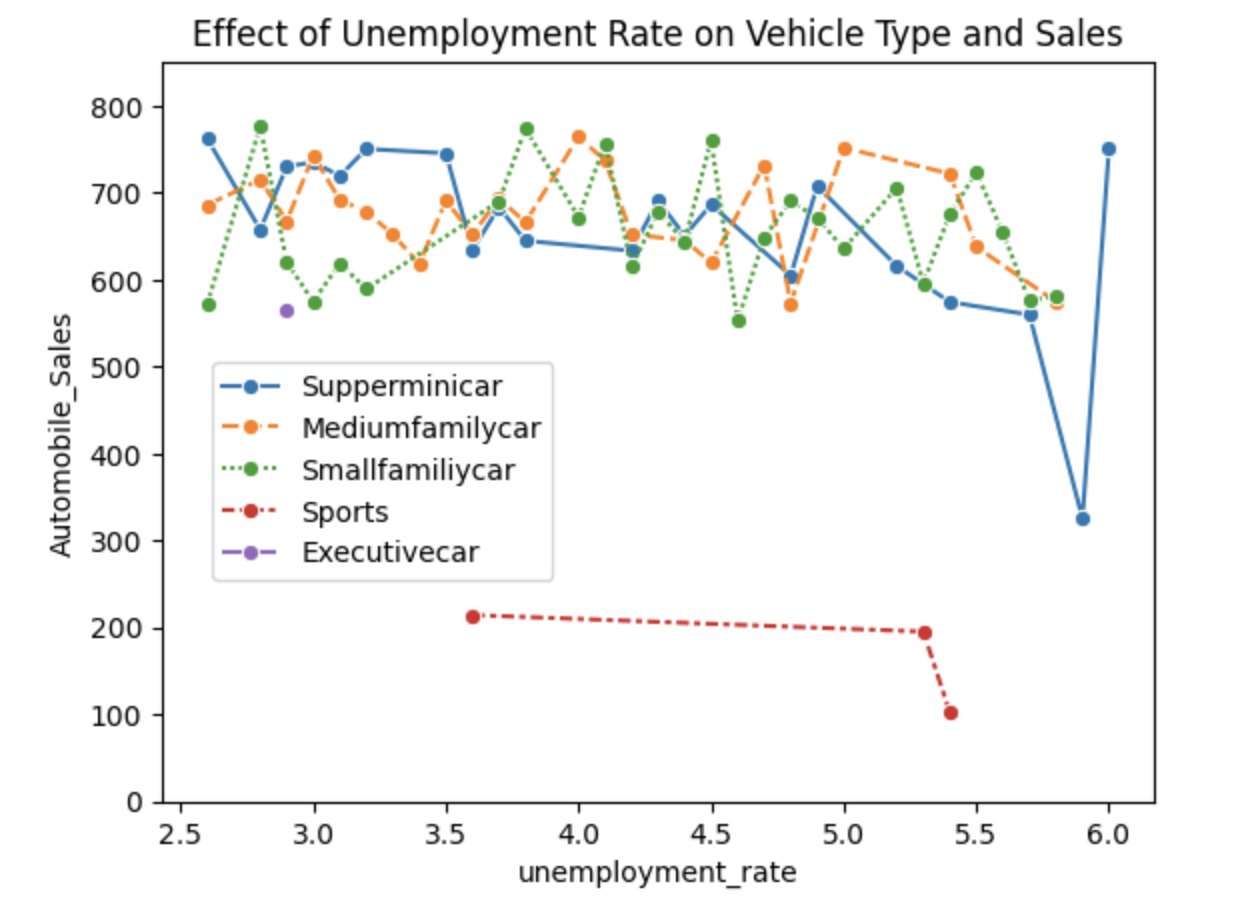 Effect of Unemployment Rate on Vehicle Type and Sales
Automobile_Sales
800
700
600
500
400
300
200
100
0
Supperminicar
Mediumfamilycar
Smallfamiliycar
Sports
Executivecar
2.5 3.0 3.5 4.0 4.5 5.0 5.5 6.0
unemployment_rate